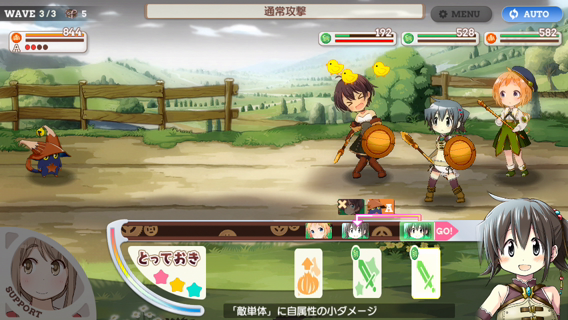 WAVE 3/3 5
通常攻撃
MENU
AUTO
844
A
192
528
582
A
GO!
とっておき
SUPPORT
「敵単体」に自属性の小ダメージ